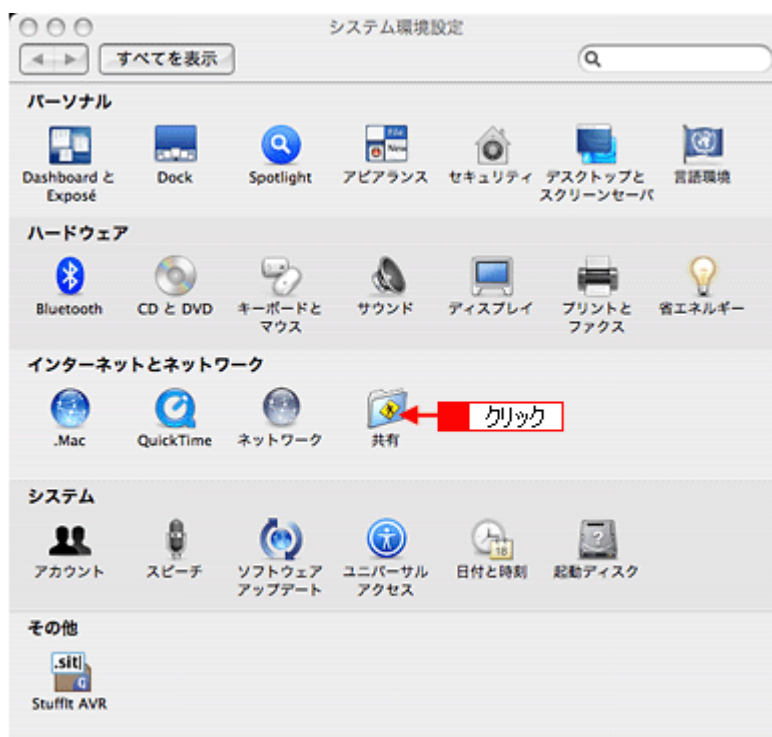 システム環境設定
すべてを表示
パーソナル
Dashboard と
Exposé
Dock
Spotlight
File
New
アピアランス
セキュリティ
デスクトップと
スクリーンセーバ
言語環境
ハードウェア
Bluetooth
CD と DVD
キーボードと
マウス
サウンド
ディスプレイ
プリントと
ファクス
省エネルギー
インターネットとネットワーク
.Mac
QuickTime
ネットワーク
共有
クリック
システム
アカウント
スピーチ
ソフトウェア
アップデート
ユニバーサル
アクセス
18
日付と時刻
?
起動ディスク
その他
.sit
StuffIt AVR